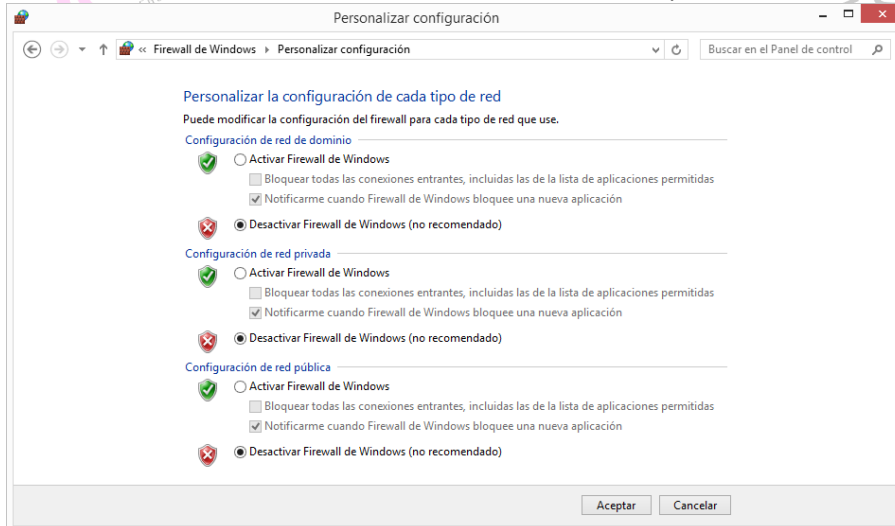 Personalizar configuración
« Firewall de Windows Personalizar configuración
Buscar en el Panel de control
Personalizar la configuración de cada tipo de red
Puede modificar la configuración del firewall para cada tipo de red que use.
Configuración de red de dominio
Activar Firewall de Windows
Bloquear todas las conexiones entrantes, incluidas las de la lista de aplicaciones permitidas
Notificarme cuando Firewall de Windows bloquee una nueva aplicación
Desactivar Firewall de Windows (no recomendado)
Configuración de red privada
Activar Firewall de Windows
Bloquear todas las conexiones entrantes, incluidas las de la lista de aplicaciones permitidas
Notificarme cuando Firewall de Windows bloquee una nueva aplicación
Desactivar Firewall de Windows (no recomendado)
Configuración de red pública
Activar Firewall de Windows
Bloquear todas las conexiones entrantes, incluidas las de la lista de aplicaciones permitidas
Notificarme cuando Firewall de Windows bloquee una nueva aplicación
Desactivar Firewall de Windows (no recomendado)
Aceptar Cancelar